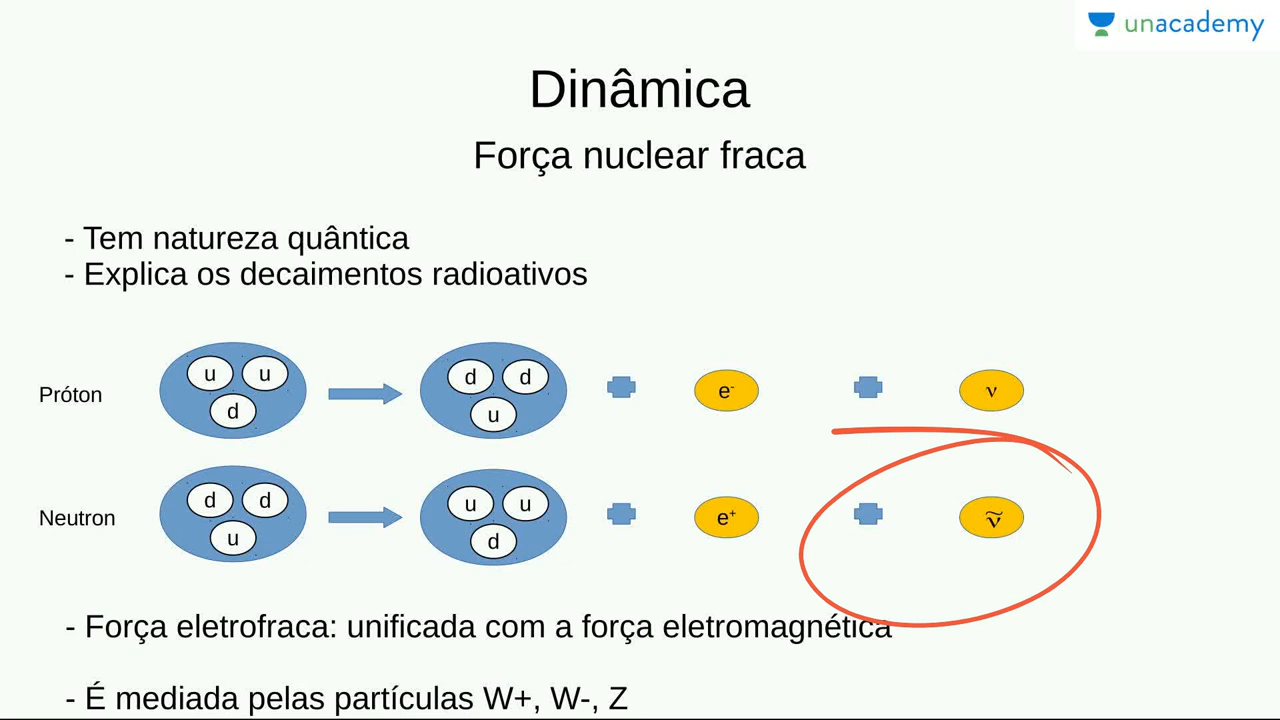 unacademy
Dinâmica
Força nuclear fraca
- Tem natureza quântica
- Explica os decaimentos radioativos
Próton u u d d d u e⁻ ν
Neutron d d u u u d e⁺ ν̃
- Força eletrofraca: unificada com a força eletromagnética
- É mediada pelas partículas W+, W-, Z